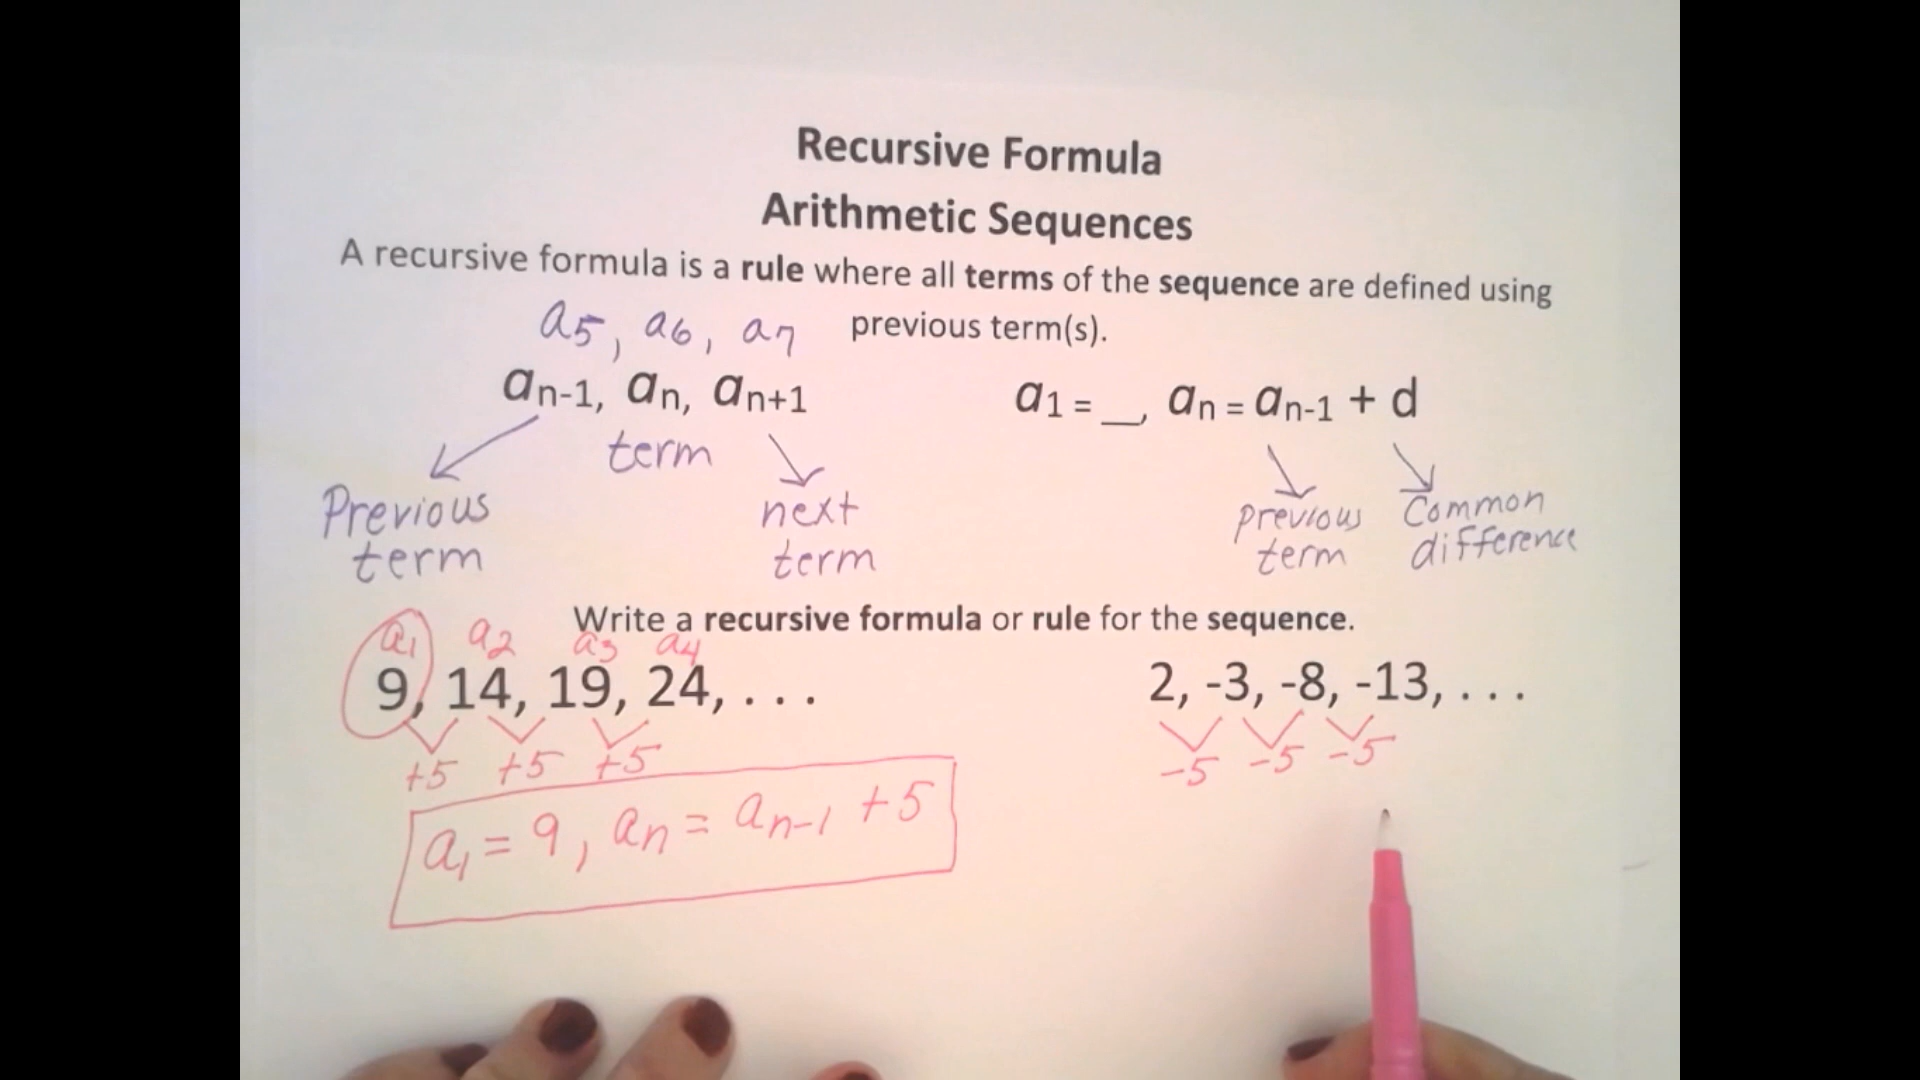 Recursive Formula
Arithmetic Sequences
A recursive formula is a rule where all terms of the sequence are defined using
previous term(s).
a5, a6, a7
an-1, an, an+1
Previous term
term
next term
a1 = __, an = an-1 + d
previous term
Common difference
Write a recursive formula or rule for the sequence.
a1 a2 a3 a4
9, 14, 19, 24, . . .
+5 +5 +5
a1 = 9, an = an-1 +5
2, -3, -8, -13, . . .
-5 -5 -5